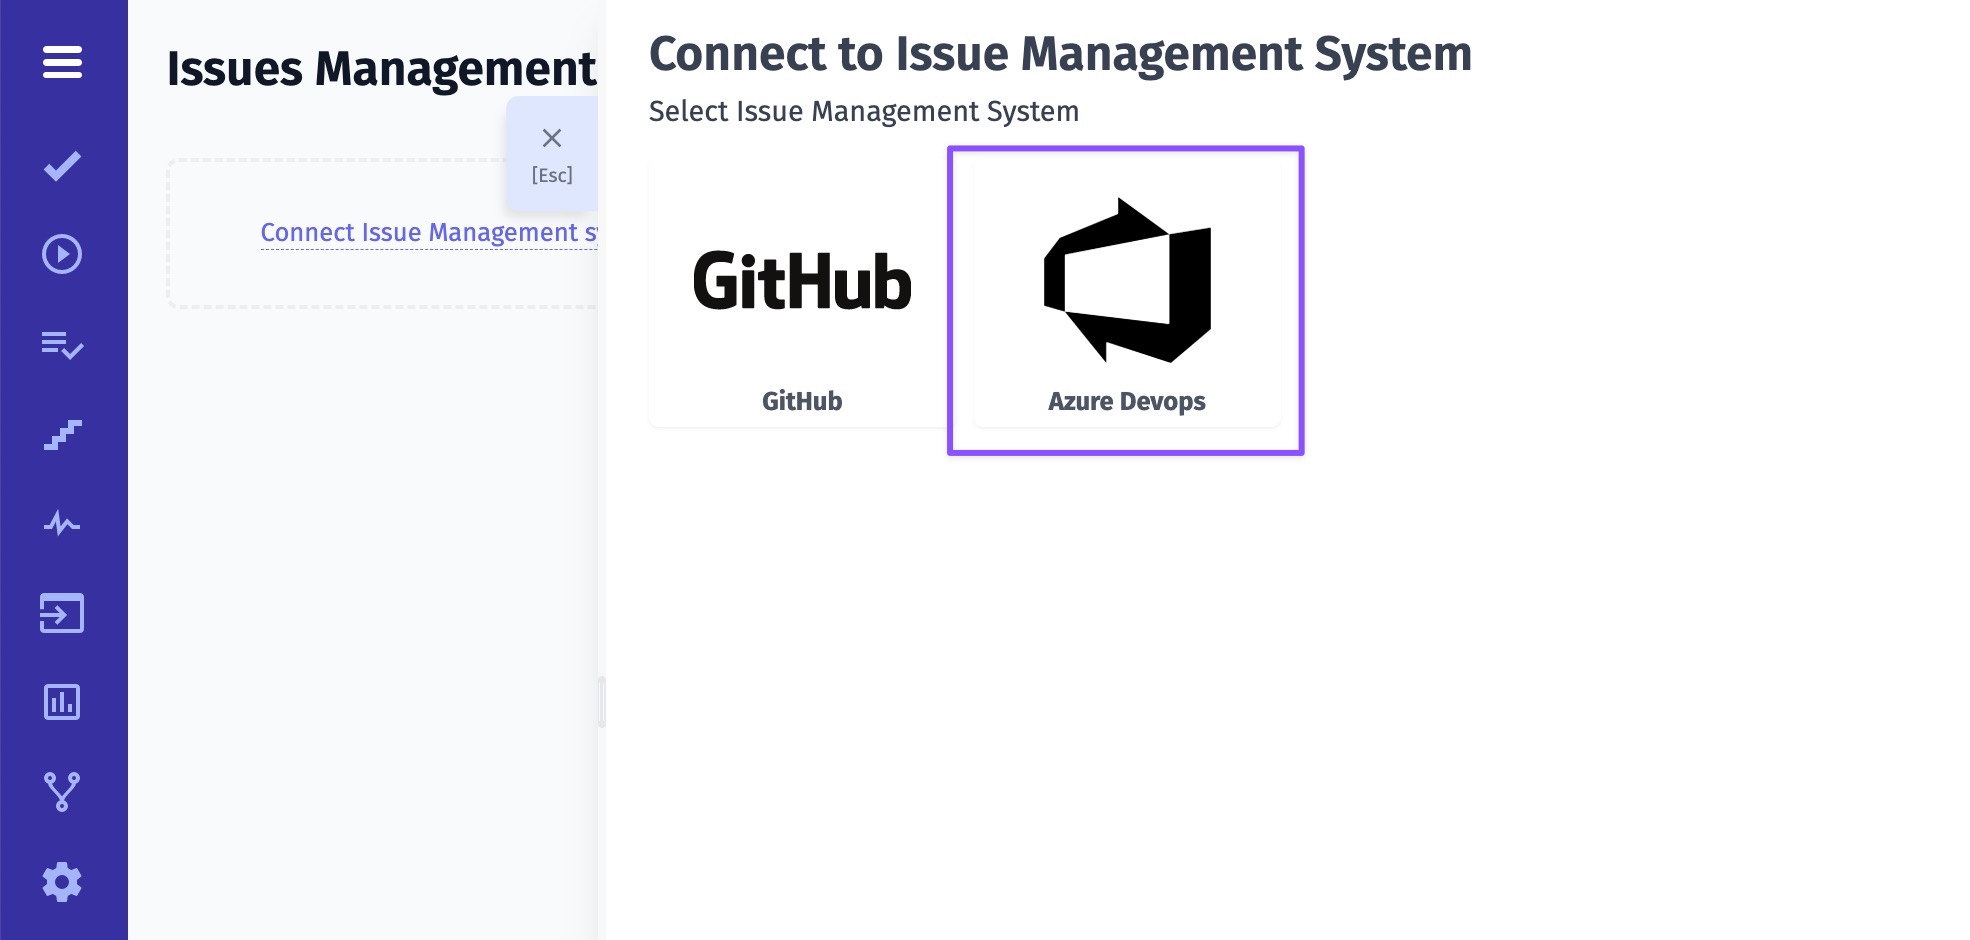 Issues Management
[Esc]
Connect Issue Management
Connect to Issue Management System
Select Issue Management System
GitHub
GitHub
Azure Devops